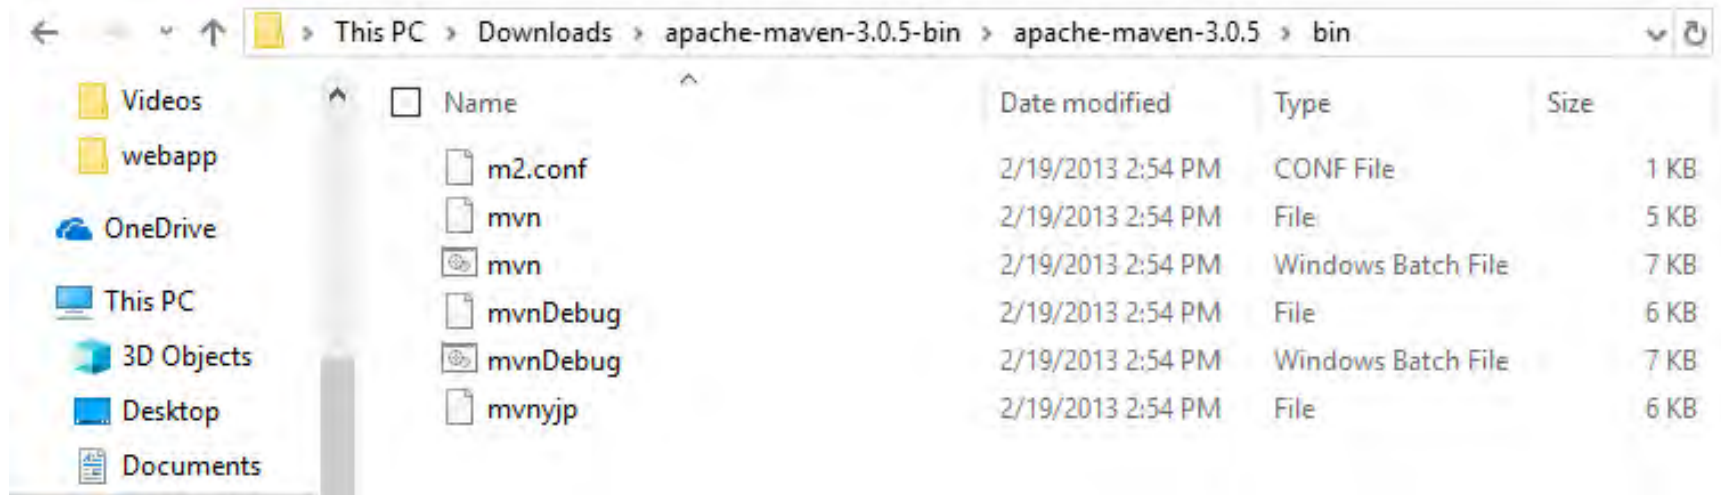 This PC > Downloads > apache-maven-3.0.5-bin > apache-maven-3.0.5 > bin
Videos
webapp
OneDrive
This PC
3D Objects
Desktop
Documents
Name Date modified Type Size
m2.conf 2/19/2013 2:54 PM CONF File 1 KB
mvn 2/19/2013 2:54 PM File 5 KB
mvn 2/19/2013 2:54 PM Windows Batch File 7 KB
mvnDebug 2/19/2013 2:54 PM File 6 KB
mvnDebug 2/19/2013 2:54 PM Windows Batch File 7 KB
mvnyjp 2/19/2013 2:54 PM File 6 KB